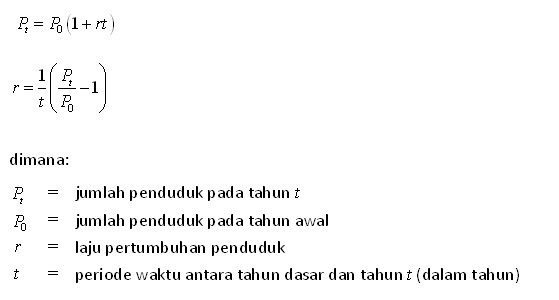 Pₜ = P₀(1 + rt)
r = 1/t (Pₜ/P₀ − 1)
dimana:
Pₜ = jumlah penduduk pada tahun t
P₀ = jumlah penduduk pada tahun awal
r = laju pertumbuhan penduduk
t = periode waktu antara tahun dasar dan tahun t (dalam tahun)